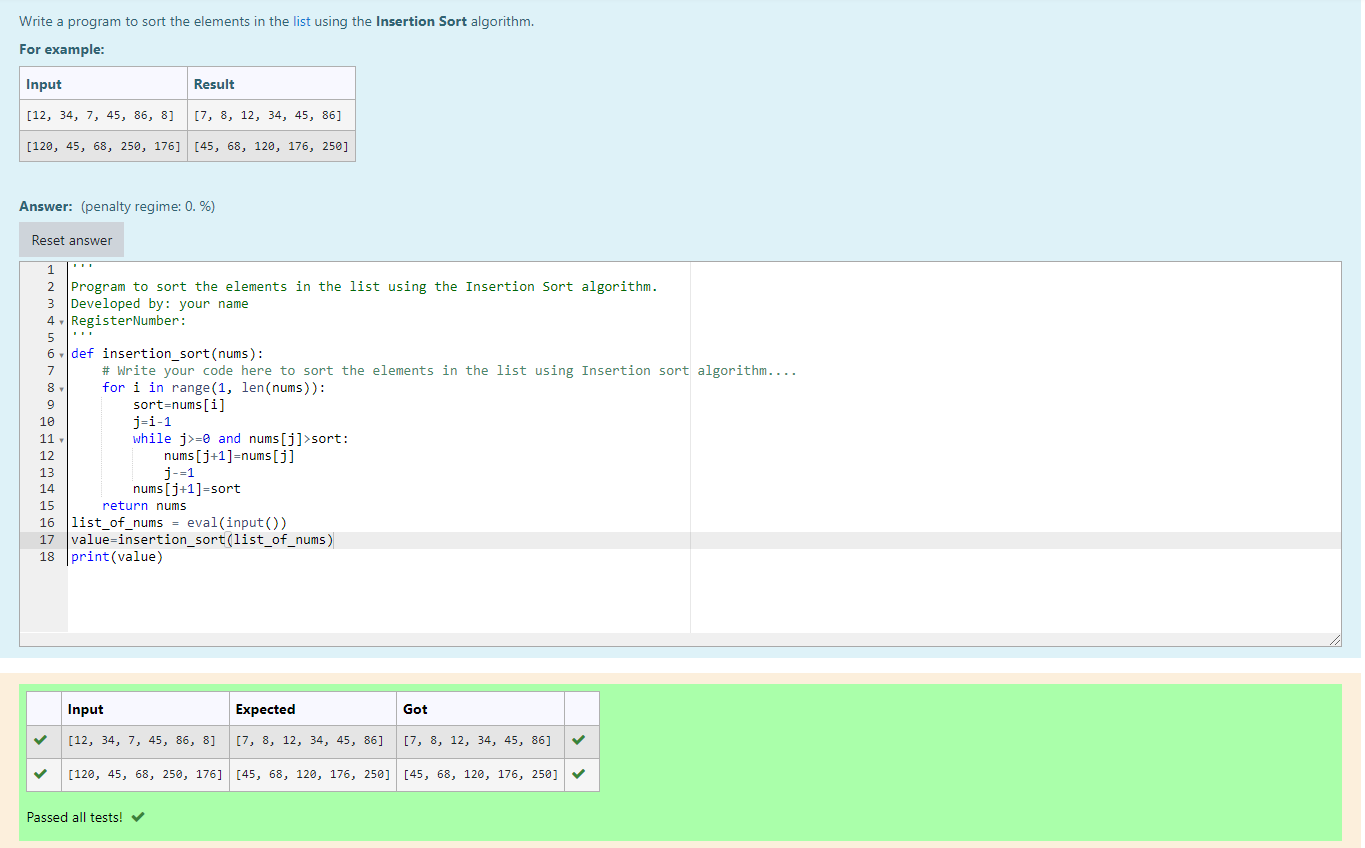 Write a program to sort the elements in the list using the Insertion Sort algorithm.
For example:
Input Result
[12, 34, 7, 45, 86, 8] [7, 8, 12, 34, 45, 86]
[120, 45, 68, 250, 176] [45, 68, 120, 176, 250]
Answer: (penalty regime: 0. %)
Reset answer
1 '''
2 Program to sort the elements in the list using the Insertion Sort algorithm.
3 Developed by: your name
4 RegisterNumber:
5 '''
6 def insertion_sort(nums):
7     # Write your code here to sort the elements in the list using Insertion sort algorithm....
8     for i in range(1, len(nums)):
9         sort=nums[i]
10         j=i-1
11         while j>=0 and nums[j]>sort:
12             nums[j+1]=nums[j]
13             j-=1
14         nums[j+1]=sort
15     return nums
16 list_of_nums = eval(input())
17 value=insertion_sort(list_of_nums)
18 print(value)
Input Expected Got
[12, 34, 7, 45, 86, 8] [7, 8, 12, 34, 45, 86] [7, 8, 12, 34, 45, 86]
[120, 45, 68, 250, 176] [45, 68, 120, 176, 250] [45, 68, 120, 176, 250]
Passed all tests!